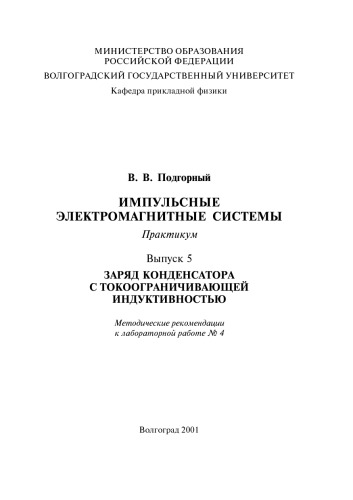 МИНИСТЕРСТВО ОБРАЗОВАНИЯ
РОССИЙСКОЙ ФЕДЕРАЦИИ
ВОЛГОГРАДСКИЙ ГОСУДАРСТВЕННЫЙ УНИВЕРСИТЕТ
Кафедра прикладной физики
В. В. Подгорный
ИМПУЛЬСНЫЕ
ЭЛЕКТРОМАГНИТНЫЕ СИСТЕМЫ
Практикум
Выпуск 5
ЗАРЯД КОНДЕНСАТОРА
С ТОКООГРАНИЧИВАЮЩЕЙ
ИНДУКТИВНОСТЬЮ
Методические рекомендации
к лабораторной работе № 4
Волгоград 2001